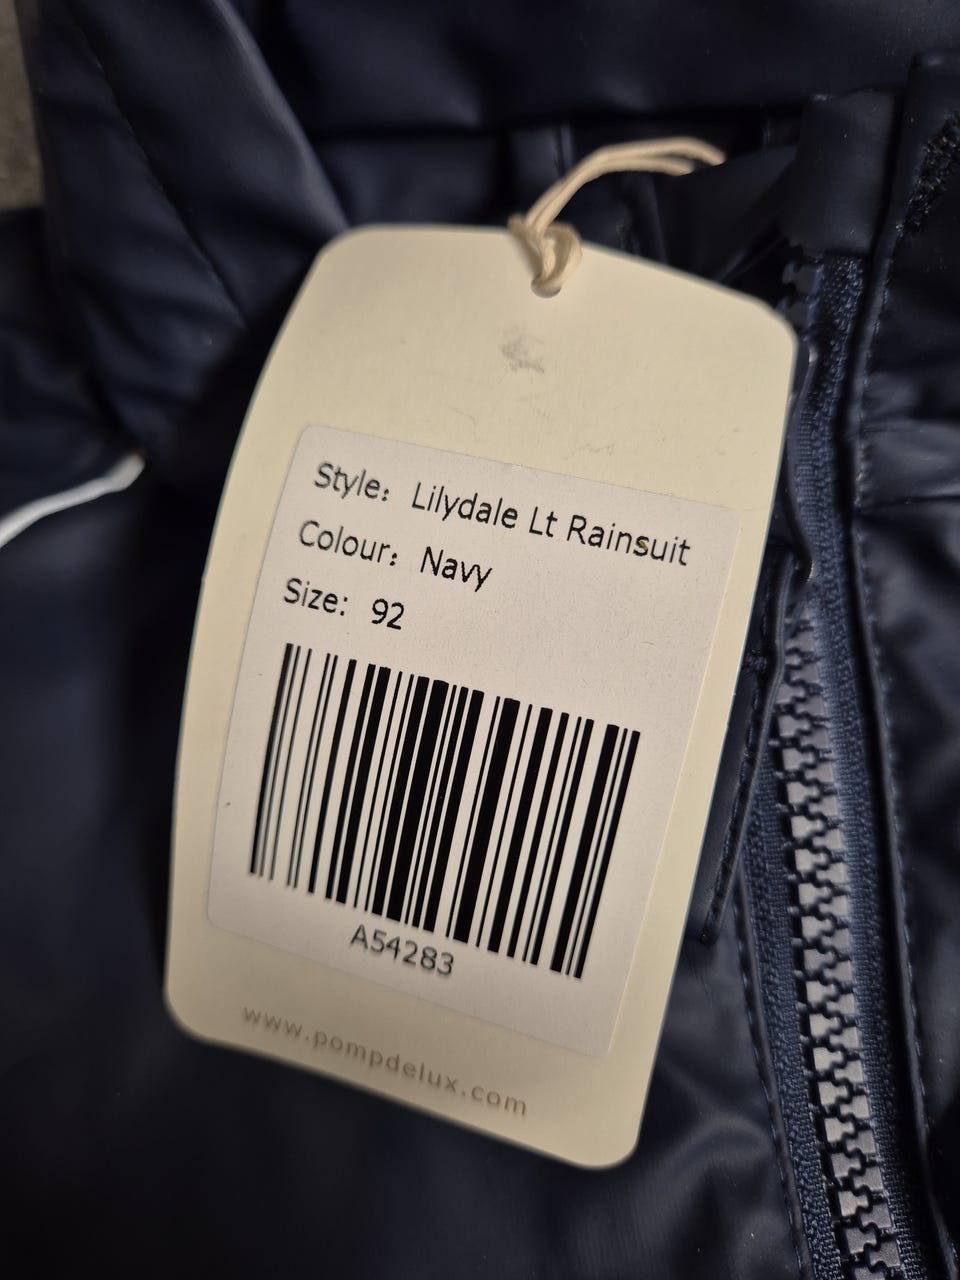 Style: Lilydale Lt Rainsuit
Colour: Navy
Size: 92
A54283
www.pompdelux.com